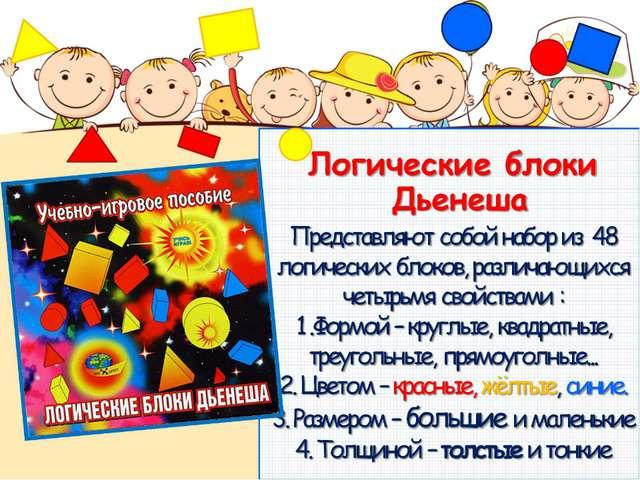 Логические блоки
Дьенеша
Представляют собой набор из 48
логических блоков, различающихся
четырьмя свойствами :
1.Формой – круглые, квадратные,
треугольные, прямоуголные...
2. Цветом – красные, жёлтые, синие.
3. Размером – большие и маленькие
4. Толщиной – толстые и тонкие
Учебно-игровое пособие
УЧИСЬ
ИГРАЯ!
ЛОГИЧЕСКИЕ БЛОКИ ДЬЕНЕША